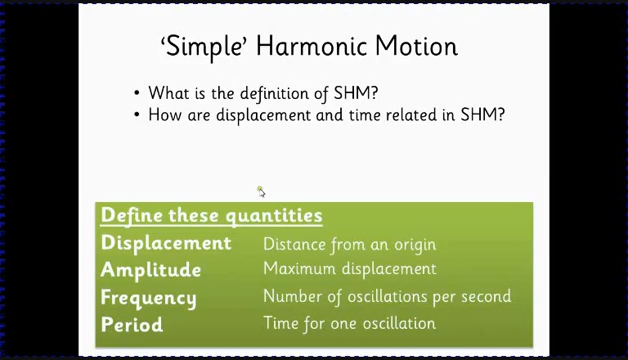 ‘Simple’ Harmonic Motion
• What is the definition of SHM?
• How are displacement and time related in SHM?
Define these quantities
Displacement Distance from an origin
Amplitude Maximum displacement
Frequency Number of oscillations per second
Period Time for one oscillation